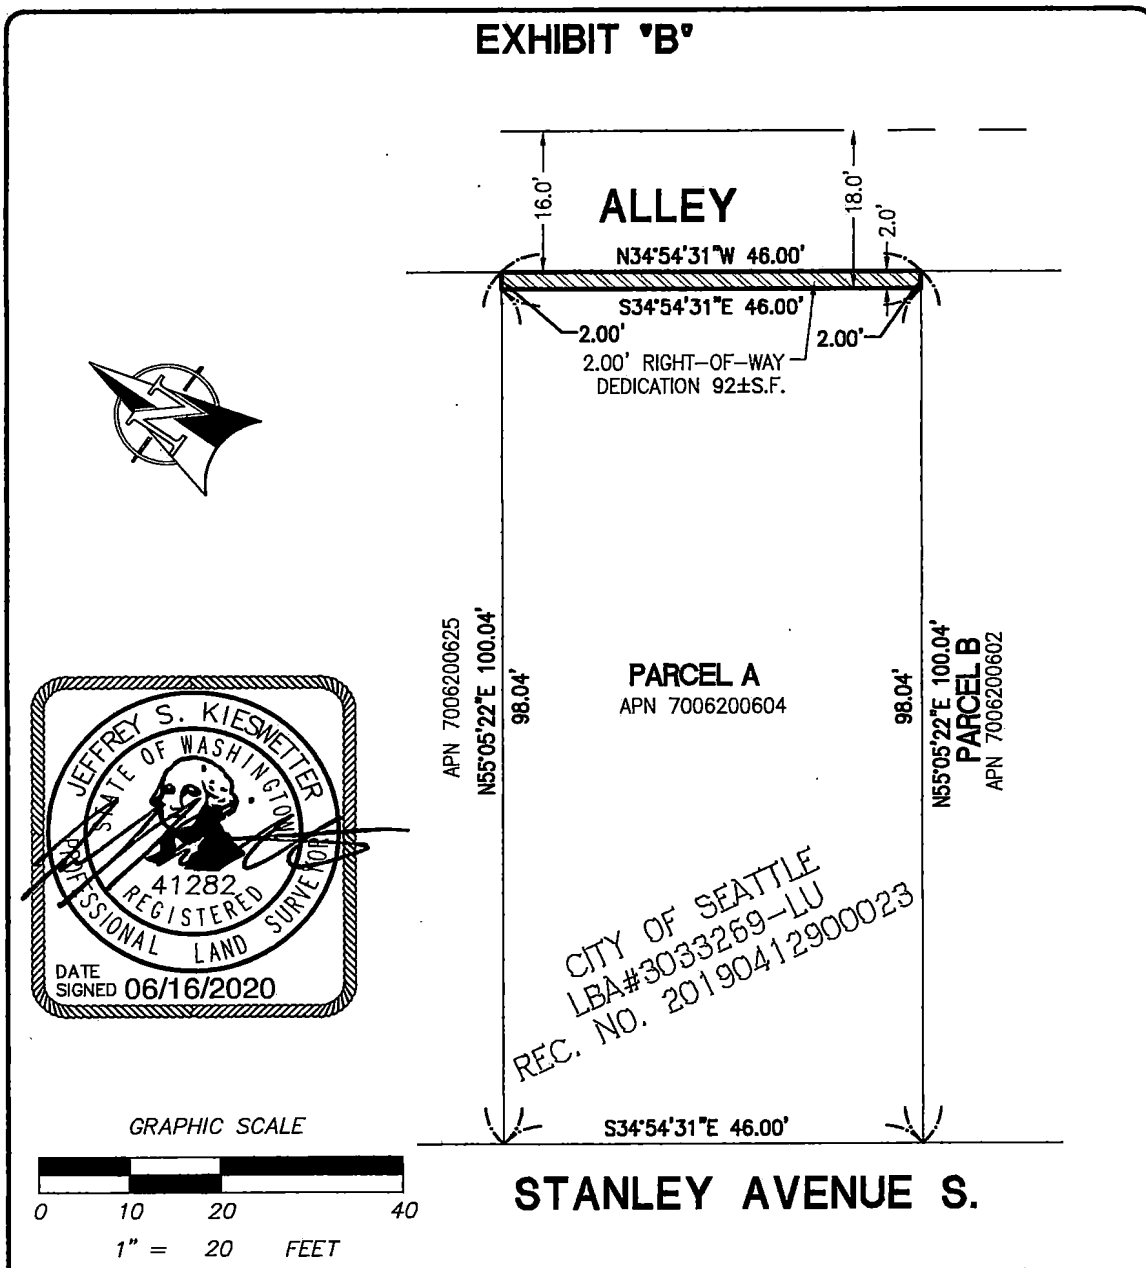 EXHIBIT "B"
16.0'
ALLEY
18.0'
2.0'
N34°54'31"W 46.00'
S34°54'31"E 46.00'
2.00'
2.00'
2.00' RIGHT-OF-WAY
DEDICATION 92±S.F.
N
APN 7006200625
N55°05'22"E 100.04'
98.04'
PARCEL A
APN 7006200604
98.04'
N55°05'22"E 100.04'
PARCEL B
APN 7006200602
JEFFREY S. KIESWETTER
STATE OF WASHINGTON
41282
REGISTERED
PROFESSIONAL LAND SURVEYOR
DATE
SIGNED 06/16/2020
CITY OF SEATTLE
LBA#3033269-LU
REC. NO. 20190412900023
GRAPHIC SCALE
0 10 20 40
1" = 20 FEET
S34°54'31"E 46.00'
STANLEY AVENUE S.